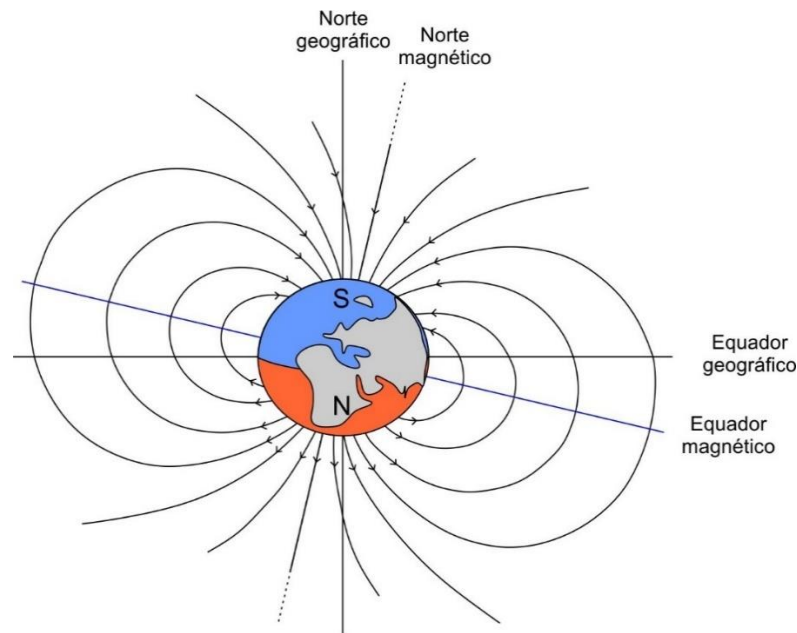 Norte
geográfico
Norte
magnético
S
N
Equador
geográfico
Equador
magnético